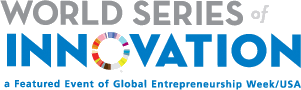 WORLD SERIES of
INNOVATION
a Featured Event of Global Entrepreneurship Week/USA